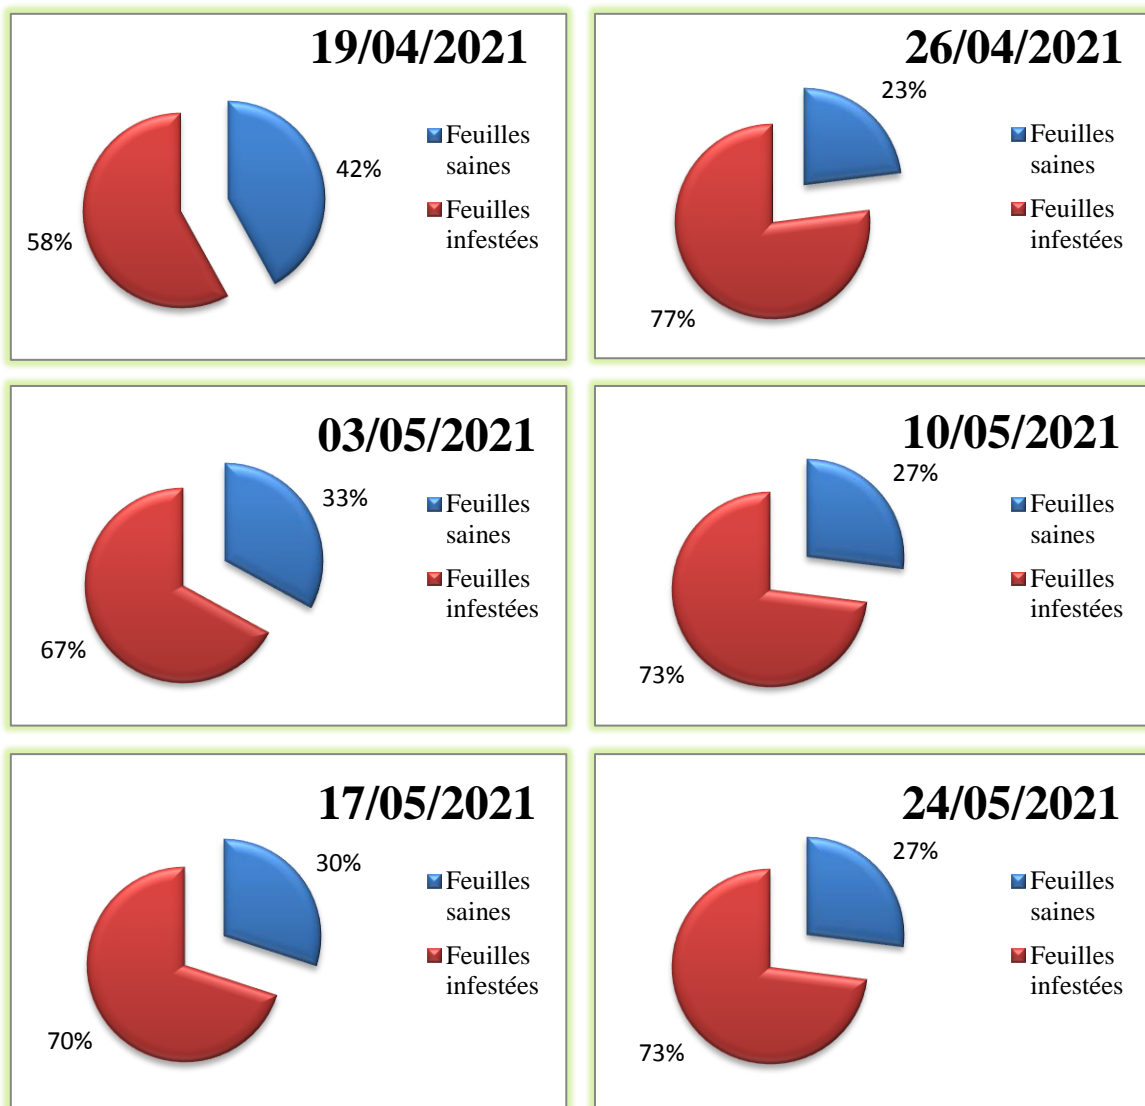 19/04/2021
42%
58%
Feuilles
saines
Feuilles
infestées
26/04/2021
23%
77%
Feuilles
saines
Feuilles
infestées
03/05/2021
33%
67%
Feuilles
saines
Feuilles
infestées
10/05/2021
27%
73%
Feuilles
saines
Feuilles
infestées
17/05/2021
30%
70%
Feuilles
saines
Feuilles
infestées
24/05/2021
27%
73%
Feuilles
saines
Feuilles
infestées